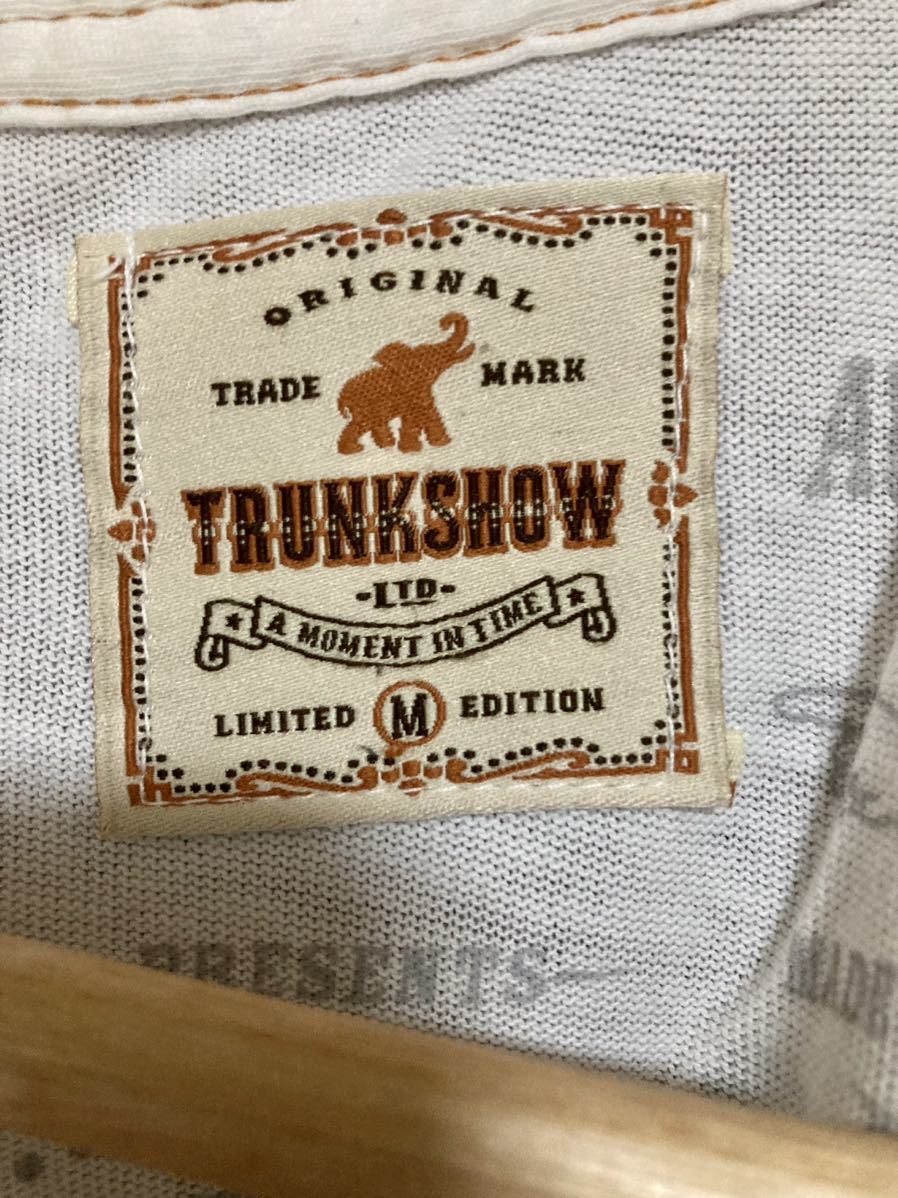 ORIGINAL
TRADE MARK
TRUNKSHOW
-LTD-
A MOMENT IN TIME
LIMITED M EDITION
PRESENTS